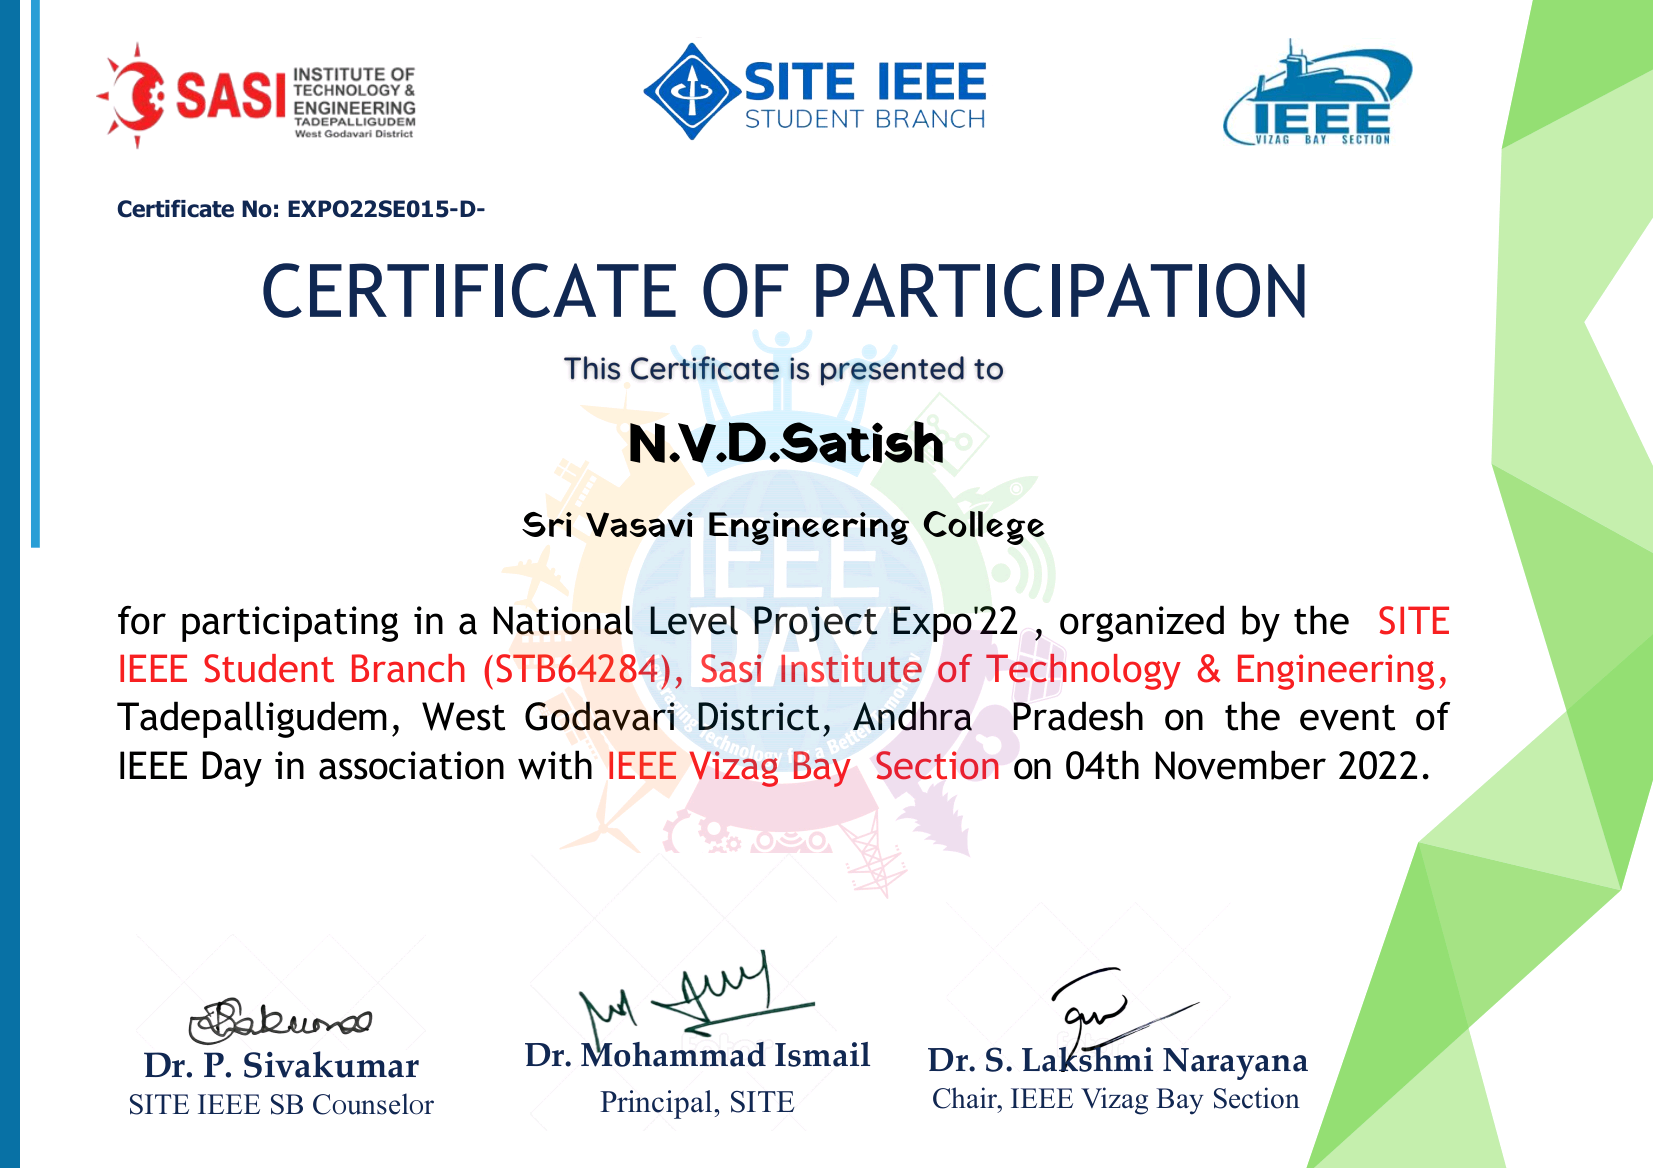 SASI INSTITUTE OF
TECHNOLOGY &
ENGINEERING
TADEPALLIGUDEM
West Godavari District
SITE IEEE
STUDENT BRANCH
IEEE
VIZAG BAY SECTION
Certificate No: EXPO22SE015-D-
CERTIFICATE OF PARTICIPATION
This Certificate is presented to
N.V.D.Satish
Sri Vasavi Engineering College
IEEE
DAY
for participating in a National Level Project Expo'22 , organized by the SITE
IEEE Student Branch (STB64284), Sasi Institute of Technology & Engineering,
Tadepalligudem, West Godavari District, Andhra Pradesh on the event of
IEEE Day in association with IEEE Vizag Bay Section on 04th November 2022.
Technology for a Better
Dr. P. Sivakumar
SITE IEEE SB Counselor
Dr. Mohammad Ismail
Principal, SITE
Dr. S. Lakshmi Narayana
Chair, IEEE Vizag Bay Section